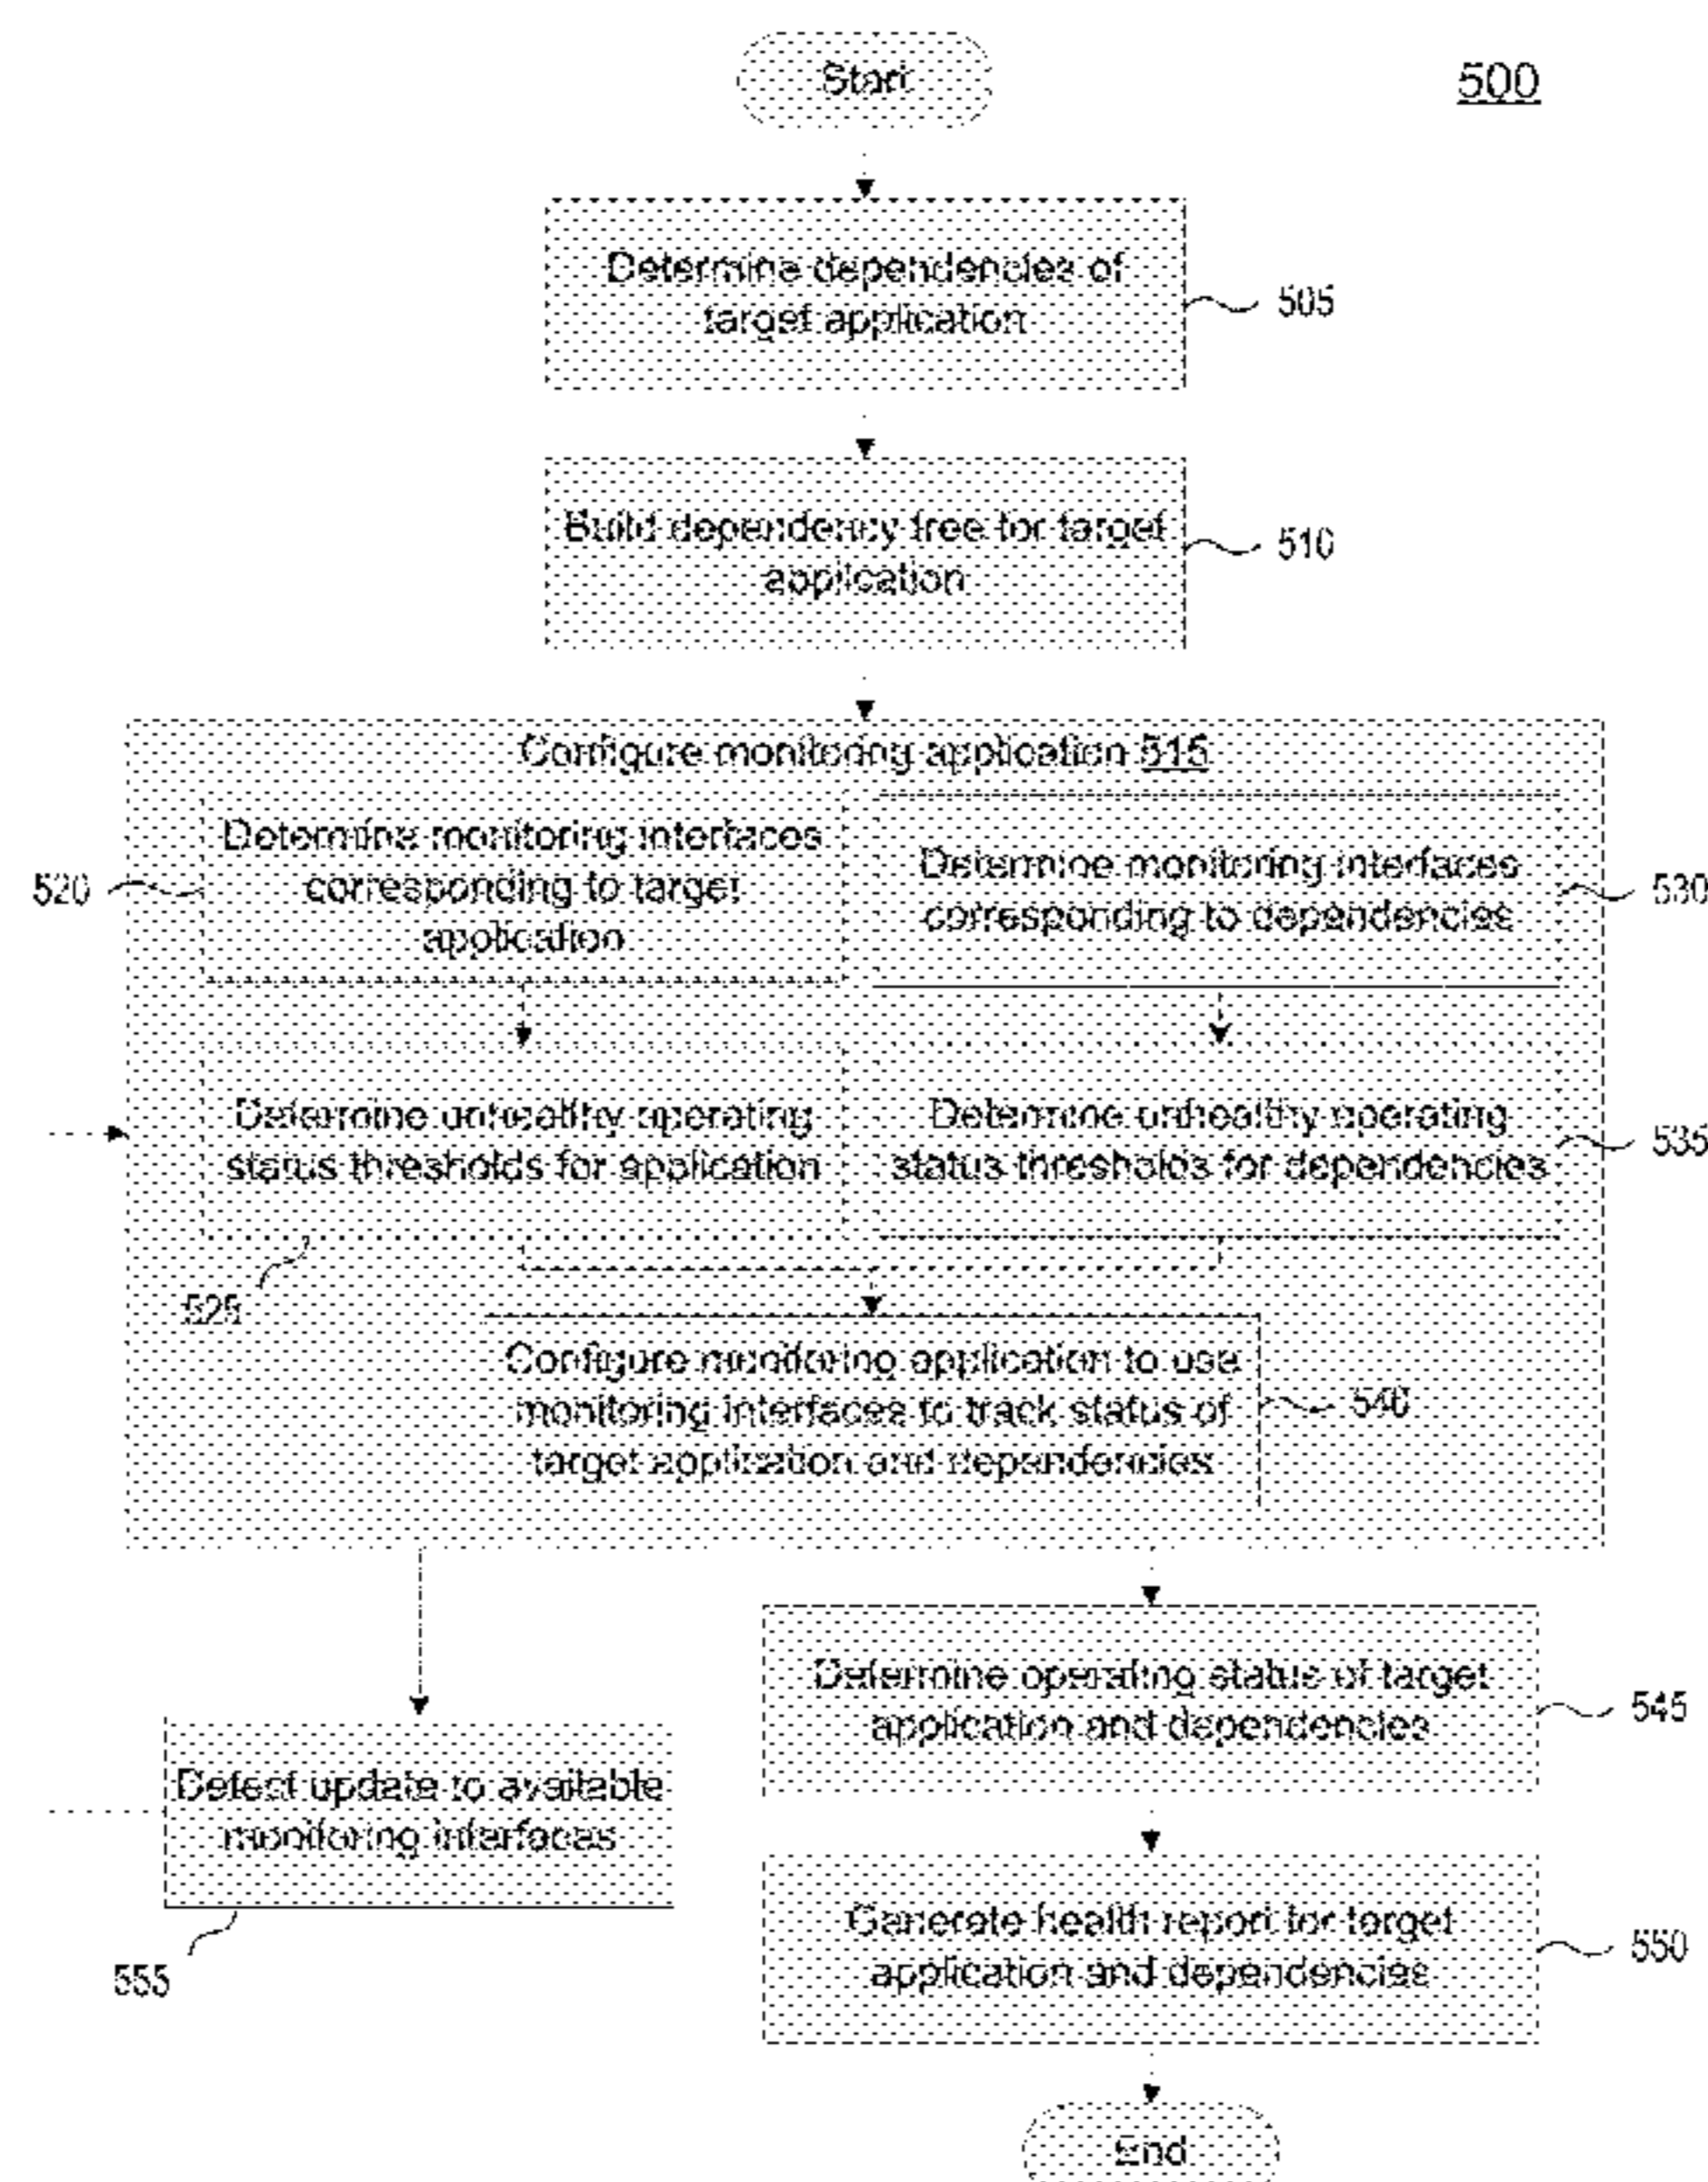 Start
500
Determine dependencies of
target application
505
Build dependency tree for target
application
510
Configure monitoring application 515
Determine monitoring interfaces
corresponding to target
application
520
Determine monitoring interfaces
corresponding to dependencies
530
Determine unhealthy operating
status thresholds for application
525
Determine unhealthy operating
status thresholds for dependencies
535
Configure monitoring application to use
monitoring interfaces to track status of
target application and dependencies
540
Determine operating status of target
application and dependencies
545
Detect update to available
monitoring interfaces
555
Generate health report for target
application and dependencies
550
End